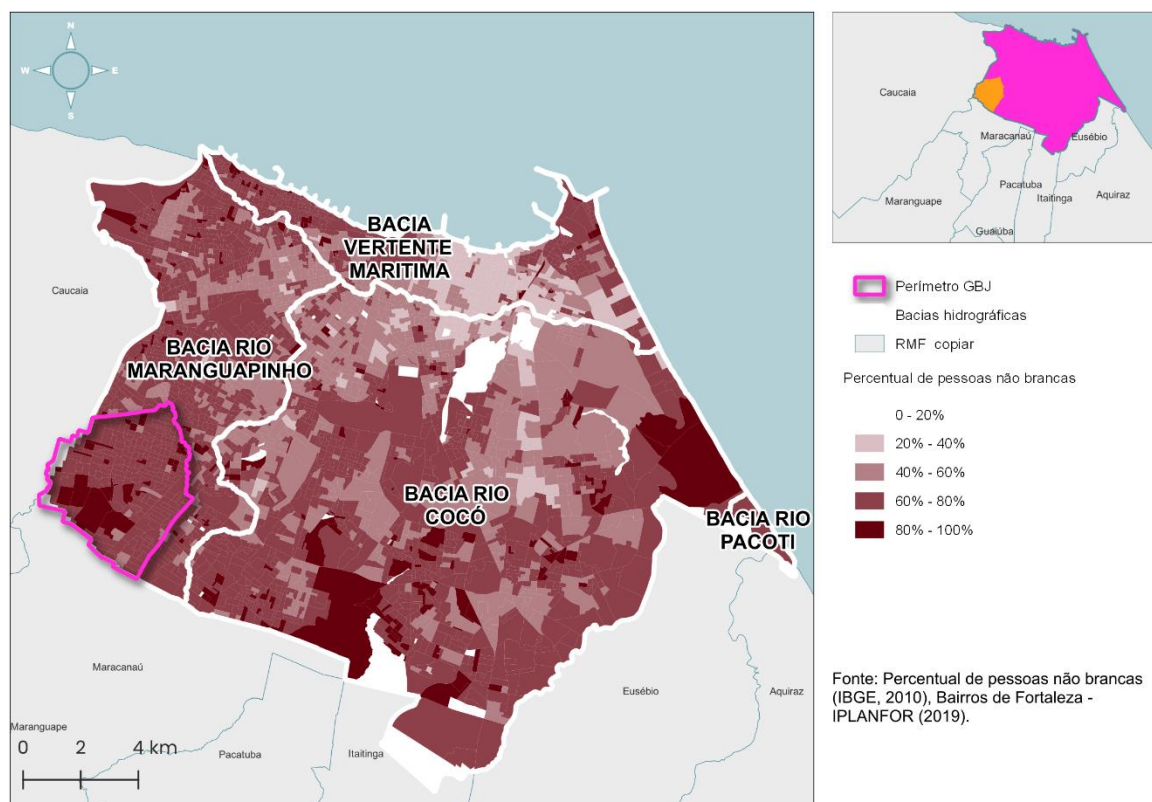 N
W
E
S
BACIA
VERTENTE
MARITIMA
Caucaia
BACIA RIO
MARANGUAPINHO
BACIA RIO
COCÓ
BACIA RIO
PACOTI
Maracanaú
Eusébio
Aquiraz
Maranguape
Pacatuba
Itaitinga
0 2 4 km
Caucaia
Maracanaú
Eusébio
Pacatuba
Maranguape
Itaitinga
Aquiraz
Guaiúba
Perímetro GBJ
Bacias hidrográficas
RMF copiar
Percentual de pessoas não brancas
0 - 20%
20% - 40%
40% - 60%
60% - 80%
80% - 100%
Fonte: Percentual de pessoas não brancas
(IBGE, 2010), Bairros de Fortaleza -
IPLANFOR (2019).